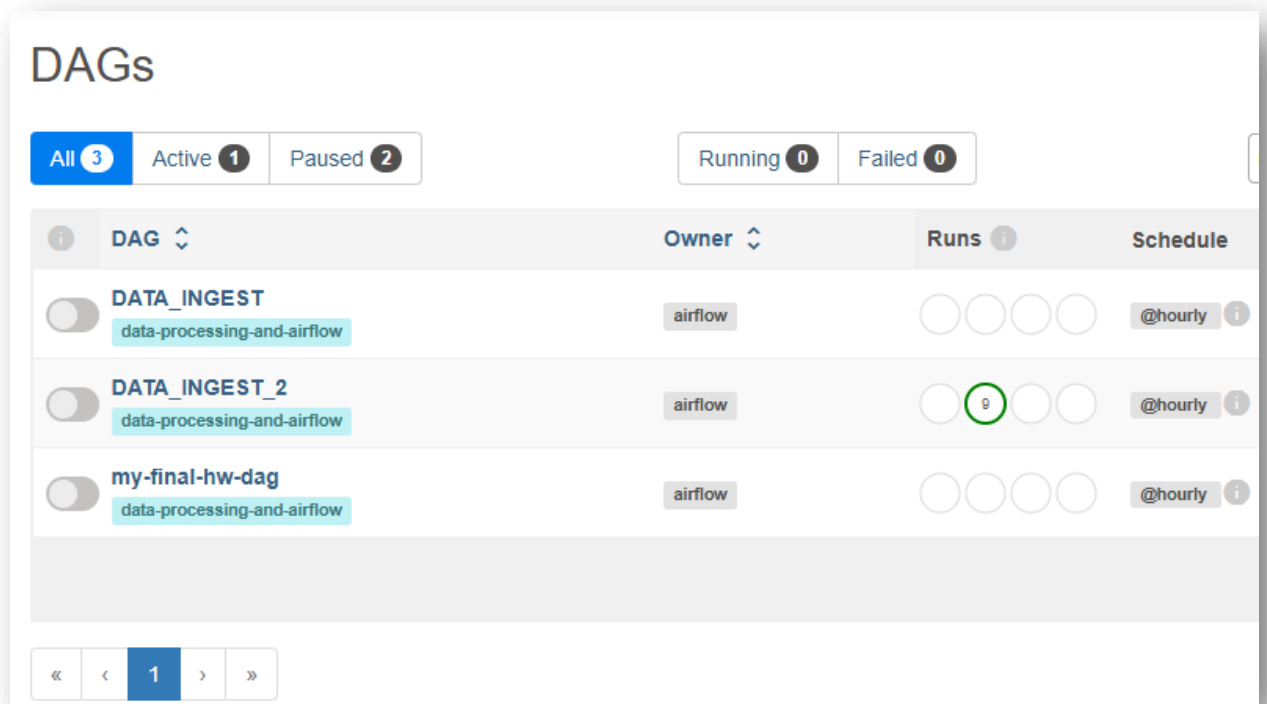 DAGs
All 3 Active 1 Paused 2 Running 0 Failed 0
DAG Owner Runs Schedule
DATA_INGEST
data-processing-and-airflow airflow @hourly
DATA_INGEST_2
data-processing-and-airflow airflow 9 @hourly
my-final-hw-dag
data-processing-and-airflow airflow @hourly
« ‹ 1 › »